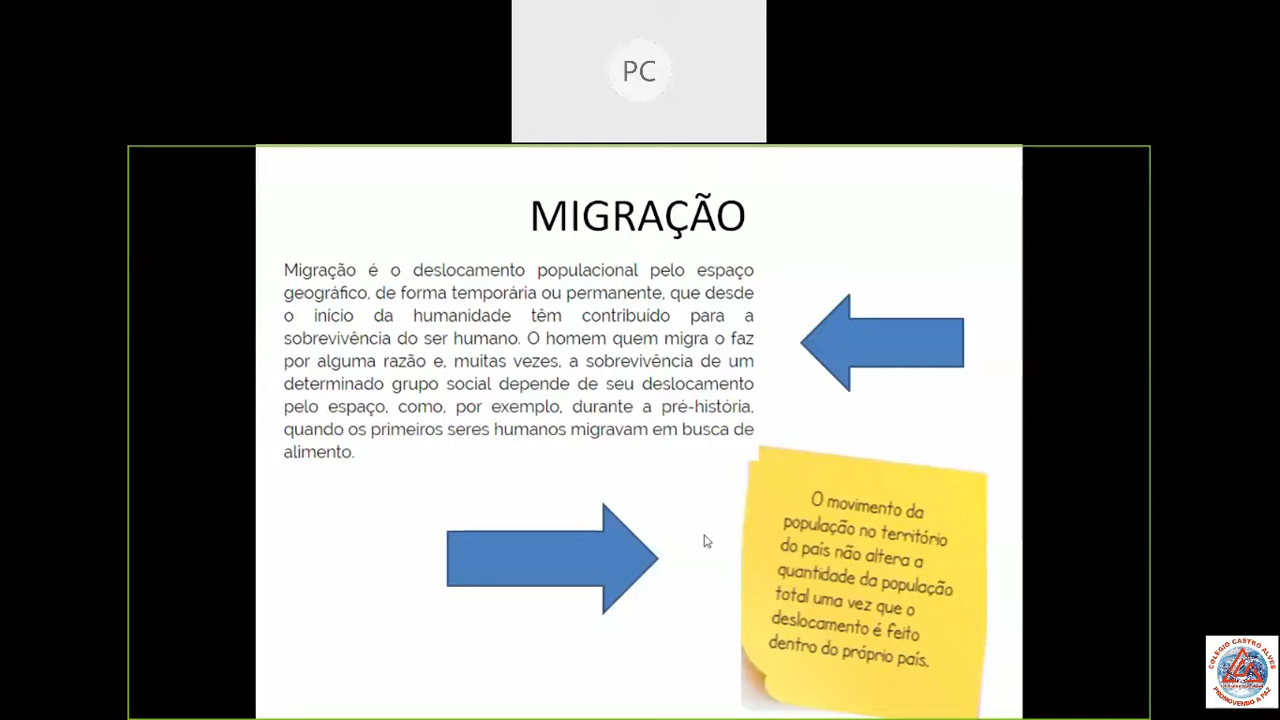 PC
MIGRAÇÃO
Migração é o deslocamento populacional pelo espaço
geográfico, de forma temporária ou permanente, que desde
o início da humanidade têm contribuído para a
sobrevivência do ser humano. O homem quem migra o faz
por alguma razão e, muitas vezes, a sobrevivência de um
determinado grupo social depende de seu deslocamento
pelo espaço, como, por exemplo, durante a pré-história,
quando os primeiros seres humanos migravam em busca de
alimento.
O movimento da
população no território
do país não altera a
quantidade da população
total uma vez que o
deslocamento é feito
dentro do próprio país.
COLÉGIO CASTRO ALVES
PROMOVENDO A PAZ